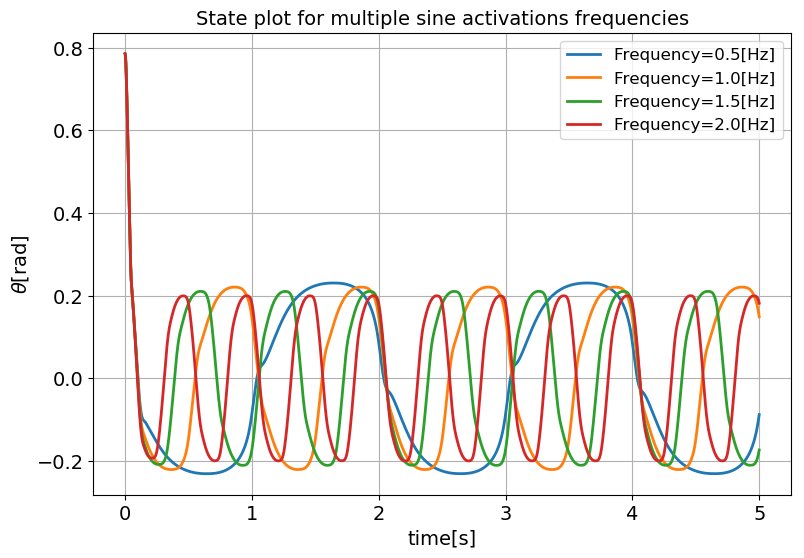 State plot for multiple sine activations frequencies
Frequency=0.5[Hz]
Frequency=1.0[Hz]
Frequency=1.5[Hz]
Frequency=2.0[Hz]
θ[rad]
0.8
0.6
0.4
0.2
0.0
−0.2
0 1 2 3 4 5
time[s]